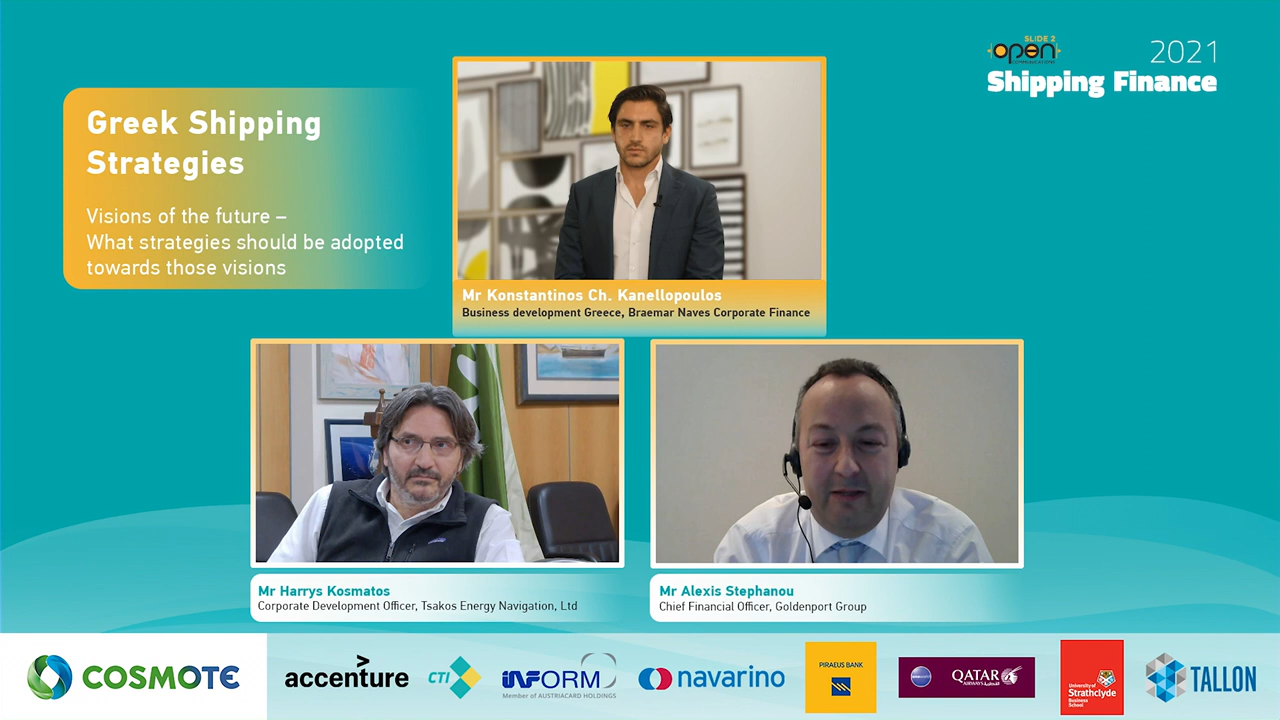 SLIDE 2
open
COMMUNICATIONS
2021
Shipping Finance
Greek Shipping
Strategies
Visions of the future –
What strategies should be adopted
towards those visions
Mr Konstantinos Ch. Kanellopoulos
Business development Greece, Braemar Naves Corporate Finance
Mr Harrys Kosmatos
Corporate Development Officer, Tsakos Energy Navigation, Ltd
Mr Alexis Stephanou
Chief Financial Officer, Goldenport Group
COSMOTE
accenture
CTI
INFORM
Member of AUSTRIACARD HOLDINGS
navarino
PIRAEUS BANK
QATAR
AIRWAYS القطرية
University of
Strathclyde
Business
School
TALLON